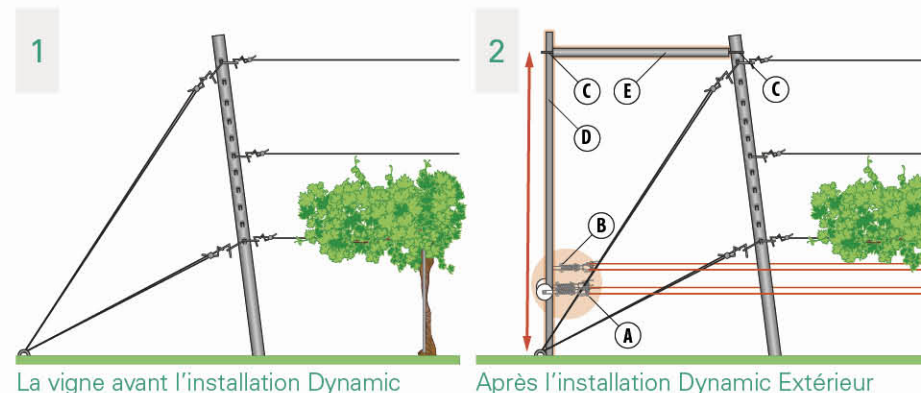 1
2
C
E
C
D
B
A
La vigne avant l'installation Dynamic
Après l'installation Dynamic Extérieur